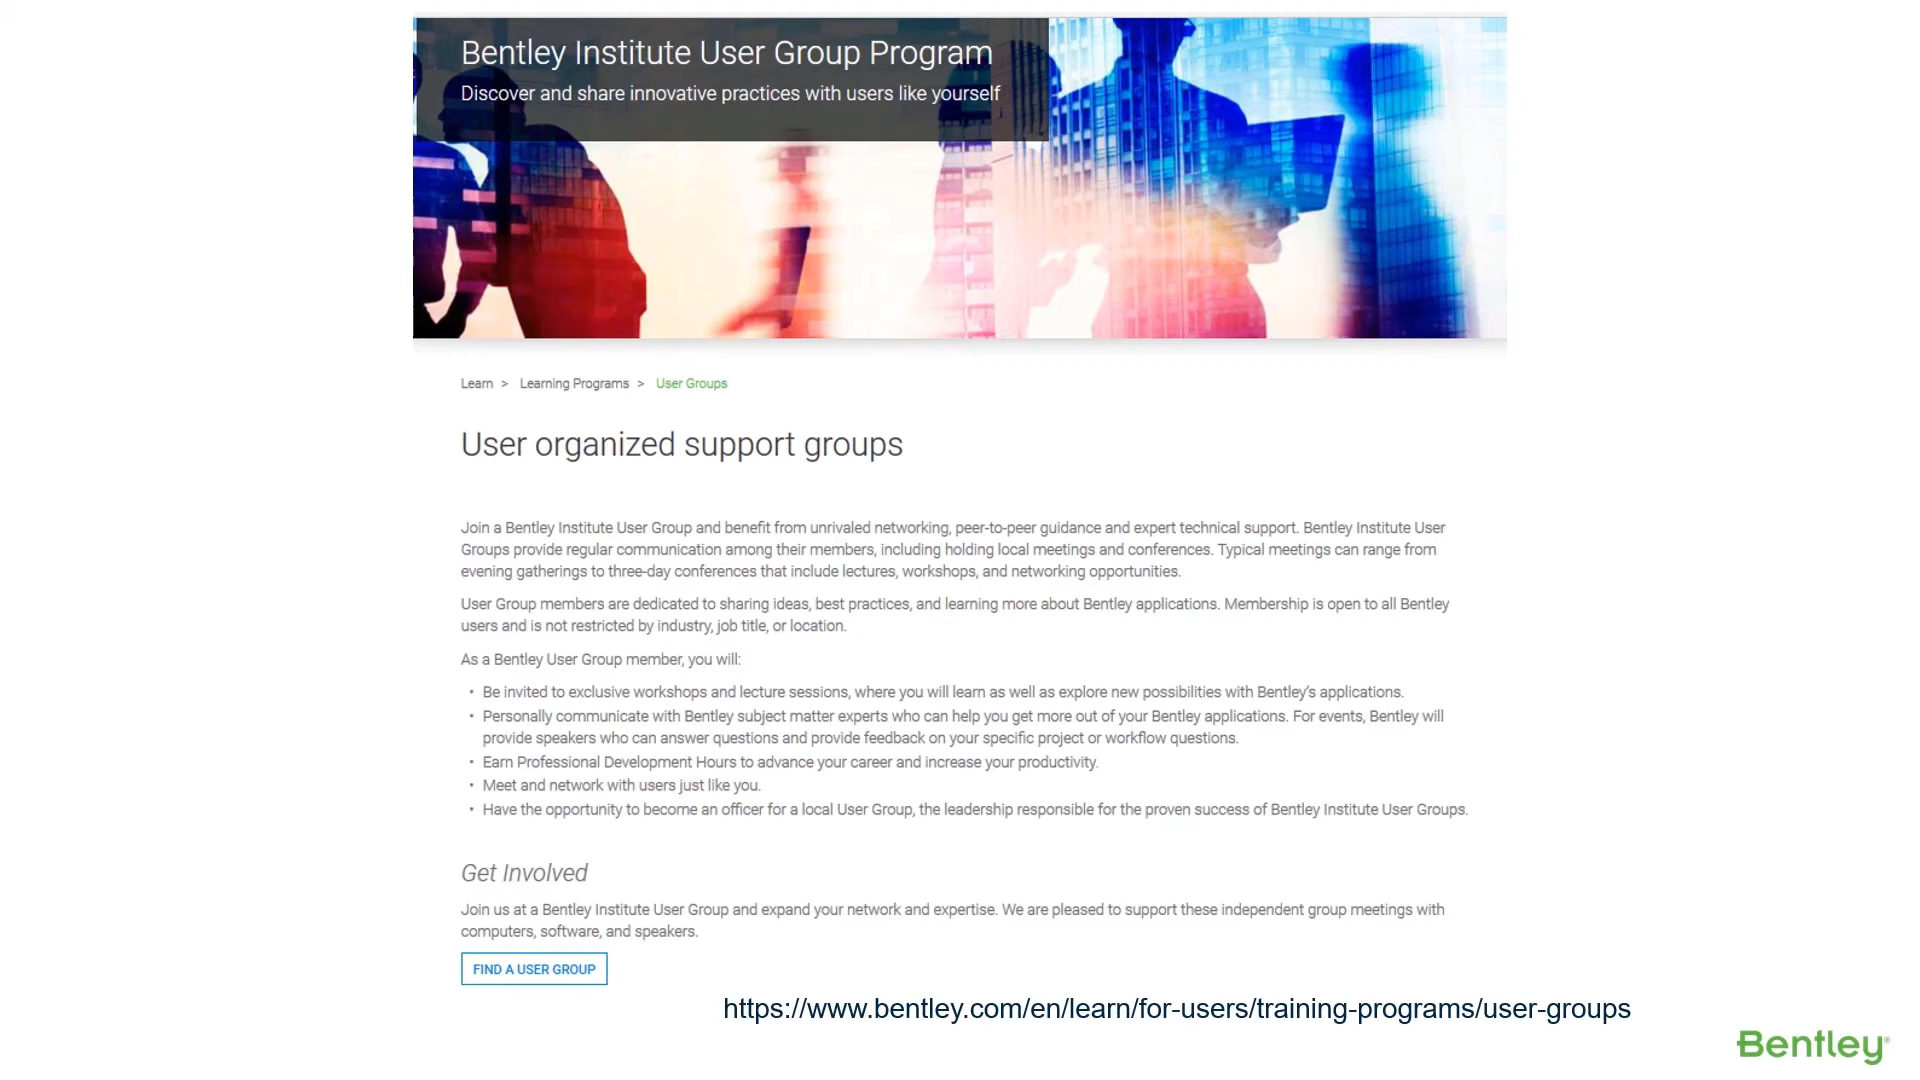 Bentley Institute User Group Program
Discover and share innovative practices with users like yourself
Learn > Learning Programs > User Groups
User organized support groups
Join a Bentley Institute User Group and benefit from unrivaled networking, peer-to-peer guidance and expert technical support. Bentley Institute User
Groups provide regular communication among their members, including holding local meetings and conferences. Typical meetings can range from
evening gatherings to three-day conferences that include lectures, workshops, and networking opportunities.
User Group members are dedicated to sharing ideas, best practices, and learning more about Bentley applications. Membership is open to all Bentley
users and is not restricted by industry, job title, or location.
As a Bentley User Group member, you will:
• Be invited to exclusive workshops and lecture sessions, where you will learn as well as explore new possibilities with Bentley's applications.
• Personally communicate with Bentley subject matter experts who can help you get more out of your Bentley applications. For events, Bentley will
provide speakers who can answer questions and provide feedback on your specific project or workflow questions.
• Earn Professional Development Hours to advance your career and increase your productivity.
• Meet and network with users just like you.
• Have the opportunity to become an officer for a local User Group, the leadership responsible for the proven success of Bentley Institute User Groups.
Get Involved
Join us at a Bentley Institute User Group and expand your network and expertise. We are pleased to support these independent group meetings with
computers, software, and speakers.
FIND A USER GROUP
https://www.bentley.com/en/learn/for-users/training-programs/user-groups
Bentley®